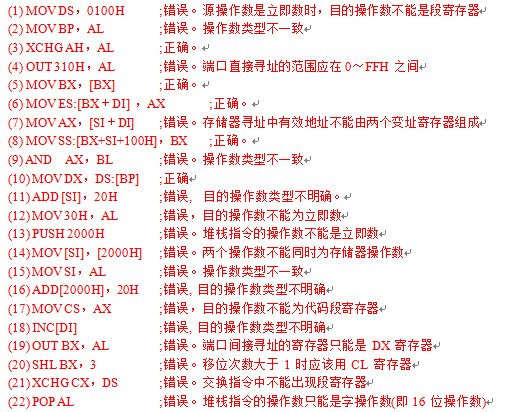 (1) MOV DS，0100H ;错误。源操作数是立即数时，目的操作数不能是段寄存器
(2) MOV BP，AL ;错误。操作数类型不一致
(3) XCHG AH，AL ;正确。
(4) OUT 310H，AL ;错误。端口直接寻址的范围应在 0～FFH 之间
(5) MOV BX，[BX] ;正确。
(6) MOV ES:[BX＋DI] ，AX ;正确。
(7) MOV AX，[SI＋DI] ;错误。存储器寻址中有效地址不能由两个变址寄存器组成
(8) MOV SS:[BX+SI+100H]，BX ;正确。
(9) AND AX，BL ;错误。操作数类型不一致
(10) MOV DX，DS:[BP] ;正确
(11) ADD [SI]，20H ;错误， 目的操作数类型不明确。
(12) MOV 30H，AL ;错误，目的操作数不能为立即数
(13) PUSH 2000H ;错误。堆栈指令的操作数不能是立即数
(14) MOV [SI]，[2000H] ;错误。两个操作数不能同时为存储器操作数
(15) MOV SI，AL ;错误。操作数类型不一致
(16) ADD [2000H]，20H ;错误, 目的操作数类型不明确
(17) MOV CS，AX ;错误，目的操作数不能为代码段寄存器
(18) INC [DI] ;错误, 目的操作数类型不明确
(19) OUT BX，AL ;错误。端口间接寻址的寄存器只能是 DX 寄存器
(20) SHL BX，3 ;错误。移位次数大于 1 时应该用 CL 寄存器
(21) XCHG CX，DS ;错误。交换指令中不能出现段寄存器
(22) POP AL ;错误。堆栈指令的操作数只能是字操作数(即 16 位操作数)